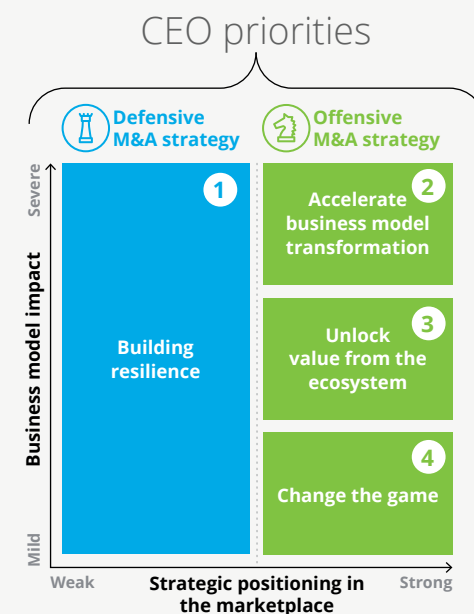 CEO priorities
Defensive
M&A strategy
Offensive
M&A strategy
Severe
Business model impact
Mild
1
Building
resilience
2
Accelerate
business model
transformation
3
Unlock
value from the
ecosystem
4
Change the game
Weak
Strategic positioning in
the marketplace
Strong